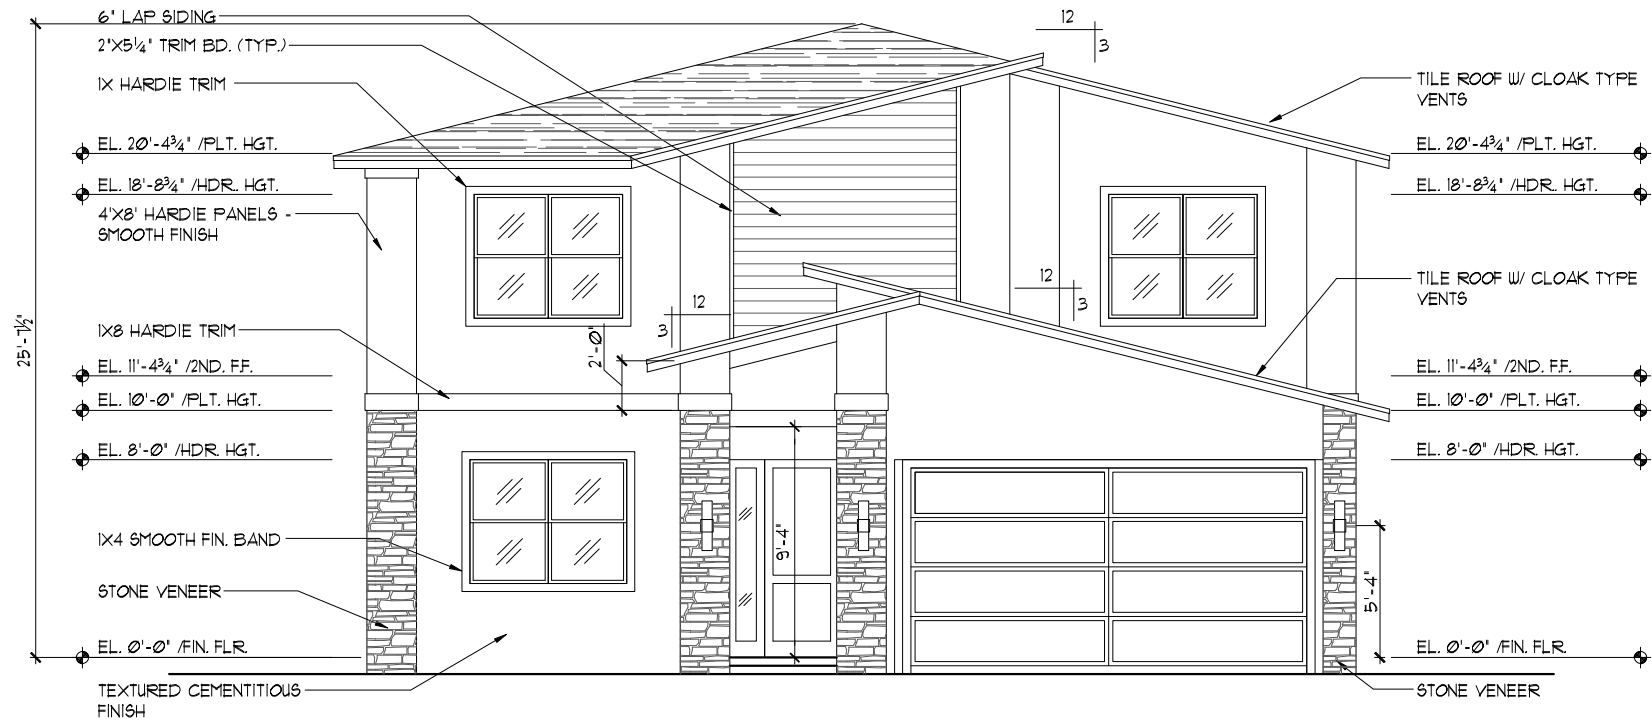 6" LAP SIDING
2"X5¼" TRIM BD. (TYP.)
1X HARDIE TRIM
EL. 20'-4¾" /PLT. HGT.
EL. 18'-8¾" /HDR. HGT.
4'X8' HARDIE PANELS -
SMOOTH FINISH
25'-7½"
1X8 HARDIE TRIM
EL. 11'-4¾" /2ND. F.F.
EL. 10'-0" /PLT. HGT.
EL. 8'-0" /HDR. HGT.
1X4 SMOOTH FIN. BAND
STONE VENEER
EL. 0'-0" /FIN. FLR.
TEXTURED CEMENTITIOUS
FINISH
12
3
12
3
12
3
2'-0"
9'-4"
5'-4"
TILE ROOF W/ CLOAK TYPE
VENTS
EL. 20'-4¾" /PLT. HGT.
EL. 18'-8¾" /HDR. HGT.
TILE ROOF W/ CLOAK TYPE
VENTS
EL. 11'-4¾" /2ND. F.F.
EL. 10'-0" /PLT. HGT.
EL. 8'-0" /HDR. HGT.
EL. 0'-0" /FIN. FLR.
STONE VENEER